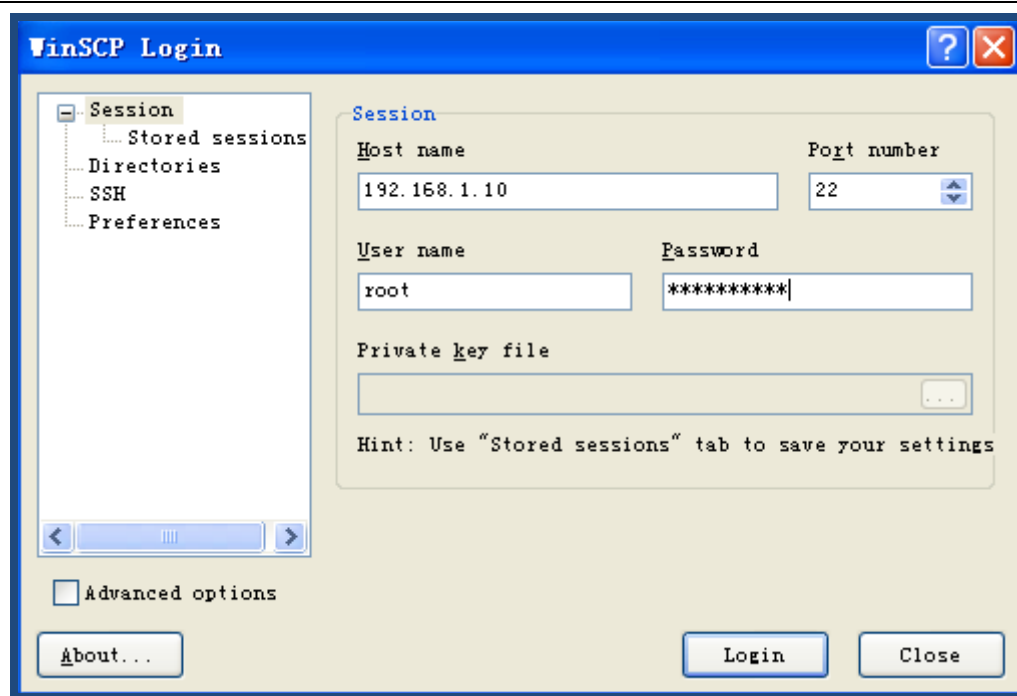 WinSCP Login
Session
Stored sessions
Directories
SSH
Preferences
Session
Host name
Port number
192.168.1.10
22
User name
Password
root
**********
Private key file
...
Hint: Use "Stored sessions" tab to save your settings
Advanced options
About...
Login
Close